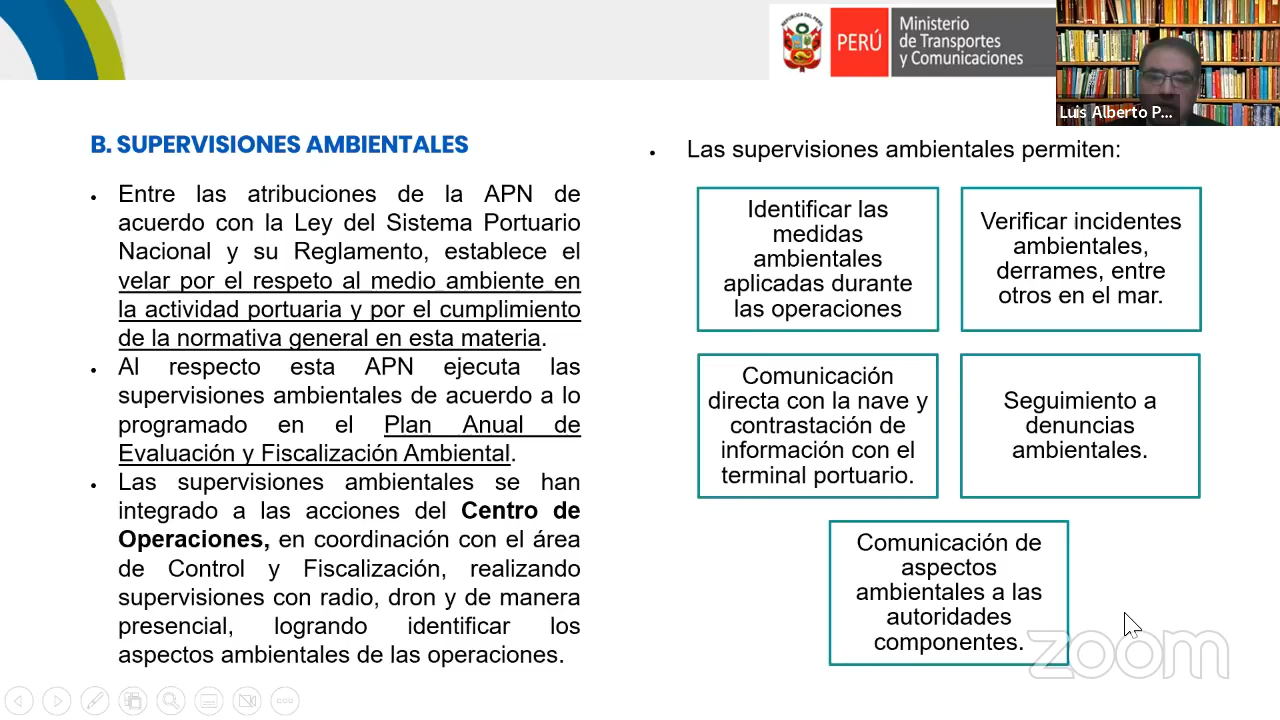 REPUBLICA DEL PERU
PERÚ
Ministerio
de Transportes
y Comunicaciones
Luis Alberto P...
B. SUPERVISIONES AMBIENTALES
• Entre las atribuciones de la APN de
acuerdo con la Ley del Sistema Portuario
Nacional y su Reglamento, establece el
velar por el respeto al medio ambiente en
la actividad portuaria y por el cumplimiento
de la normativa general en esta materia.
• Al respecto esta APN ejecuta las
supervisiones ambientales de acuerdo a lo
programado en el Plan Anual de
Evaluación y Fiscalización Ambiental.
• Las supervisiones ambientales se han
integrado a las acciones del Centro de
Operaciones, en coordinación con el área
de Control y Fiscalización, realizando
supervisiones con radio, dron y de manera
presencial, logrando identificar los
aspectos ambientales de las operaciones.
• Las supervisiones ambientales permiten:
Identificar las
medidas
ambientales
aplicadas durante
las operaciones
Verificar incidentes
ambientales,
derrames, entre
otros en el mar.
Comunicación
directa con la nave y
contrastación de
información con el
terminal portuario.
Seguimiento a
denuncias
ambientales.
Comunicación de
aspectos
ambientales a las
autoridades
componentes.
zoom